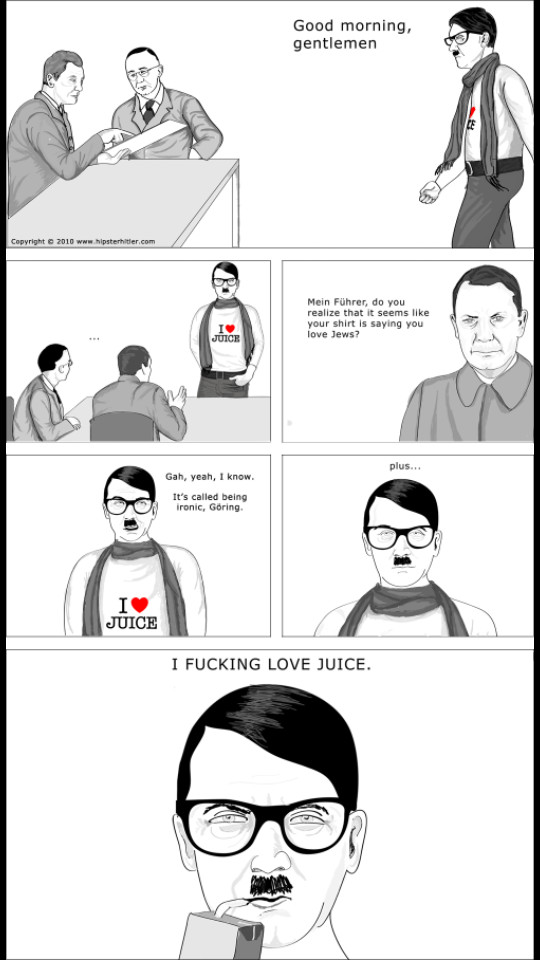 Good morning,
gentlemen
Copyright © 2010 www.hipsterhitler.com
...
I ♥
JUICE
Mein Führer, do you
realize that it seems like
your shirt is saying you
love Jews?
Gah, yeah, I know.
It's called being
ironic, Göring.
I ♥
JUICE
plus...
I FUCKING LOVE JUICE.